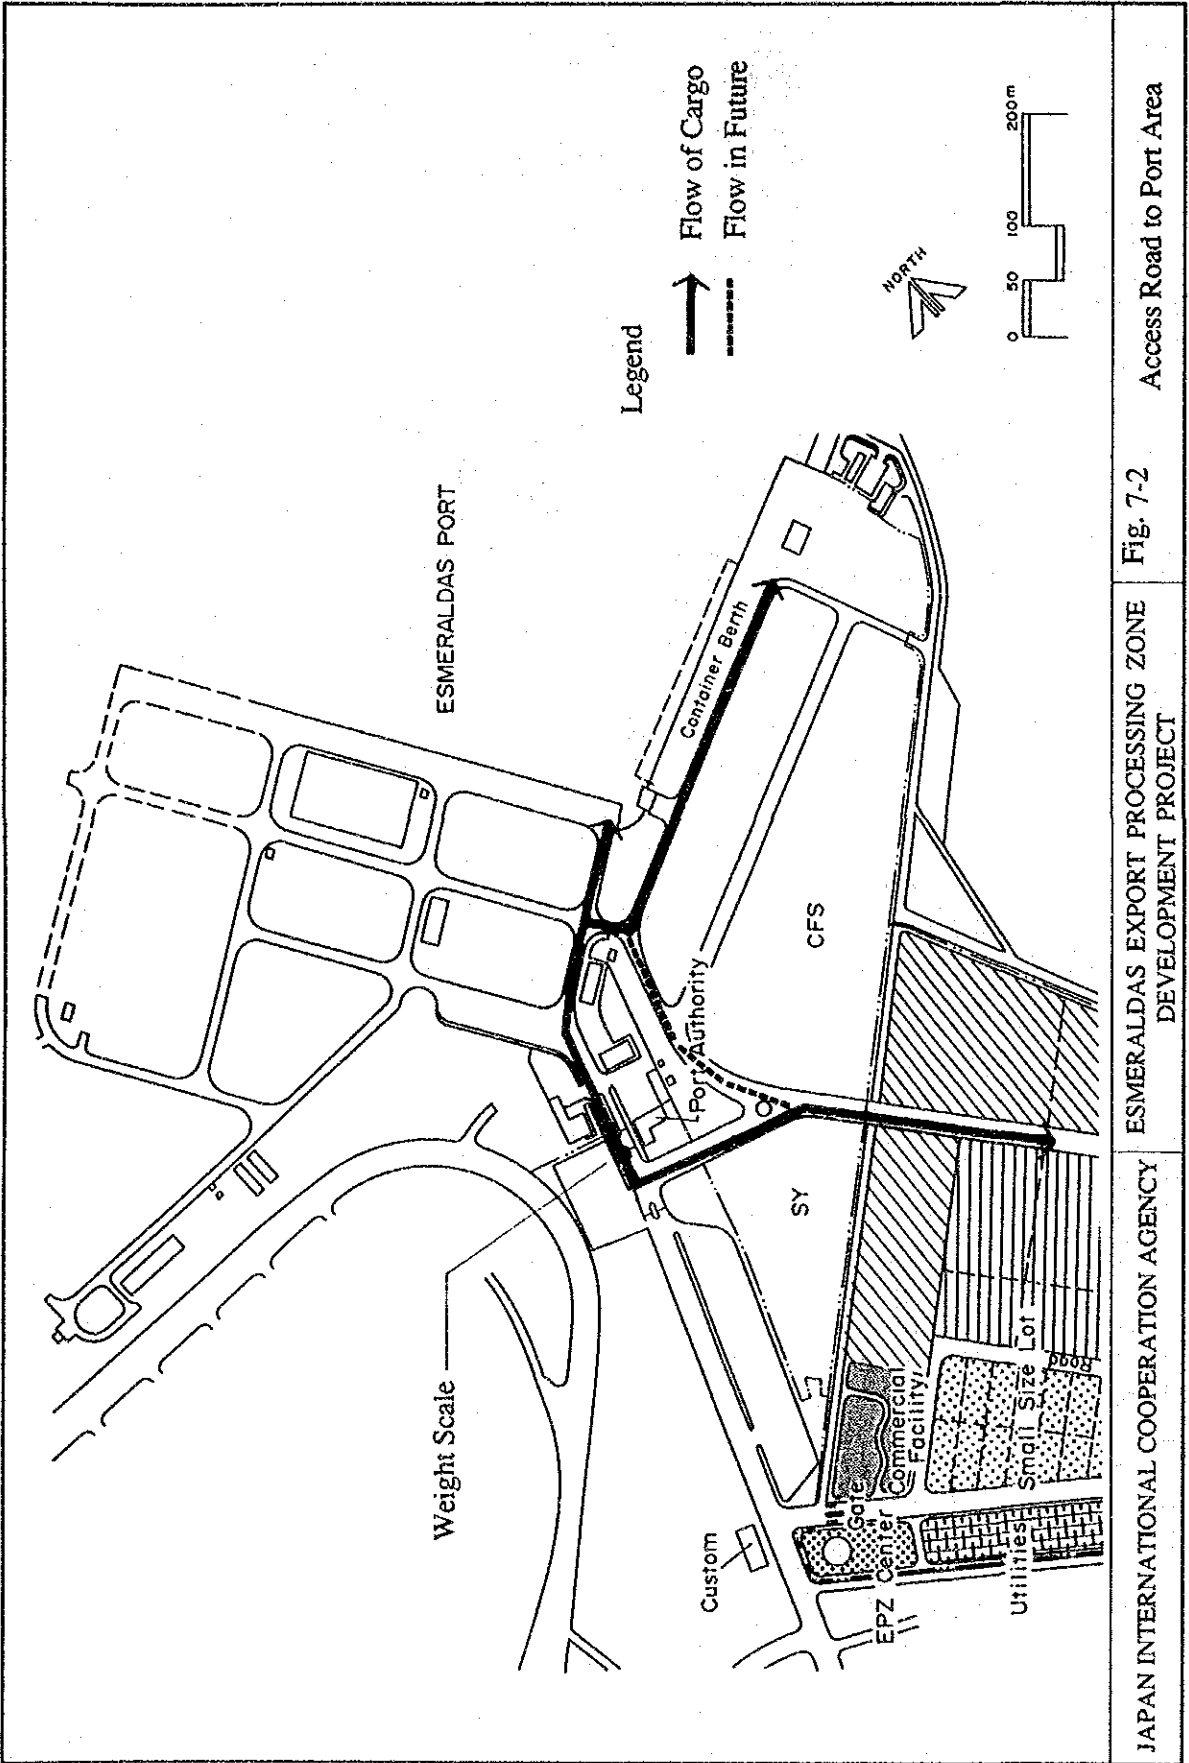 ESMERALDAS PORT
Legend
Flow of Cargo
Flow in Future
NORTH
0 50 100 200m
Container Berth
Port Authority
CFS
SY
Weight Scale
Custom
Gate
EPZ Center
Commercial
Facility
Utilities
Small Size Lot
Road
JAPAN INTERNATIONAL COOPERATION AGENCY
ESMERALDAS EXPORT PROCESSING ZONE
DEVELOPMENT PROJECT
Fig. 7-2
Access Road to Port Area